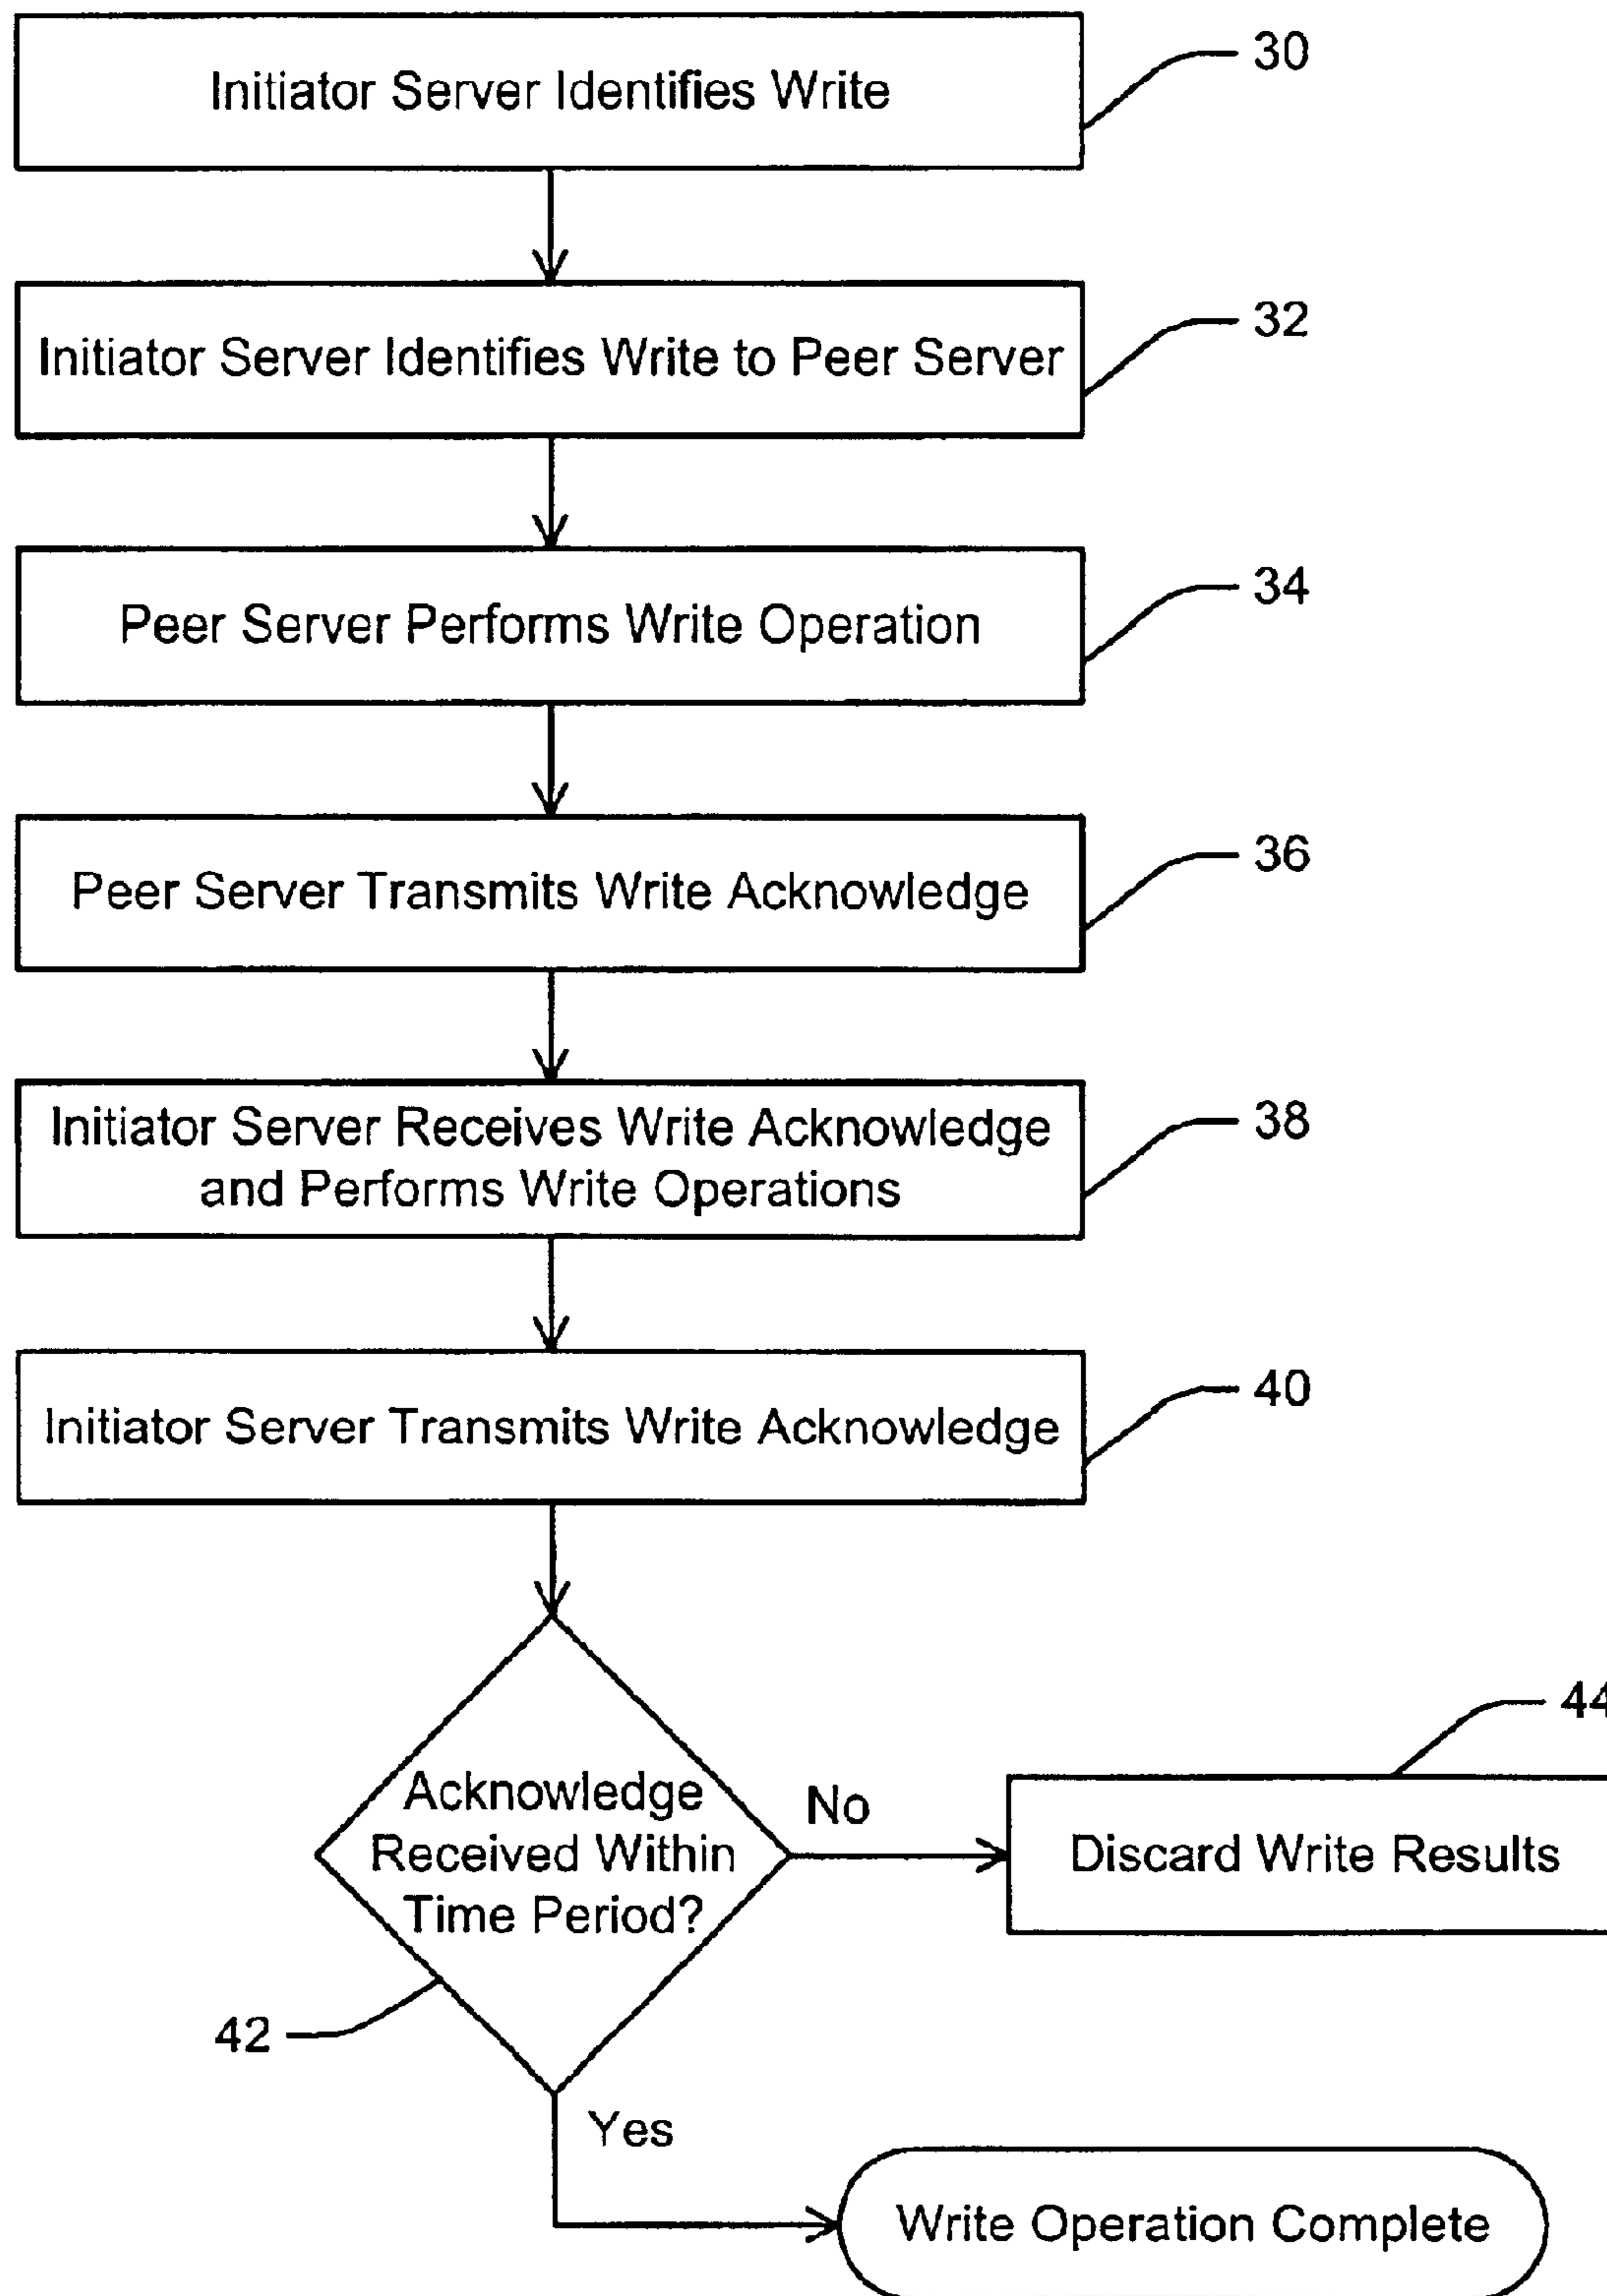 Initiator Server Identifies Write
30
Initiator Server Identifies Write to Peer Server
32
Peer Server Performs Write Operation
34
Peer Server Transmits Write Acknowledge
36
Initiator Server Receives Write Acknowledge
and Performs Write Operations
38
Initiator Server Transmits Write Acknowledge
40
Acknowledge
Received Within
Time Period?
42
No
44
Discard Write Results
Yes
Write Operation Complete